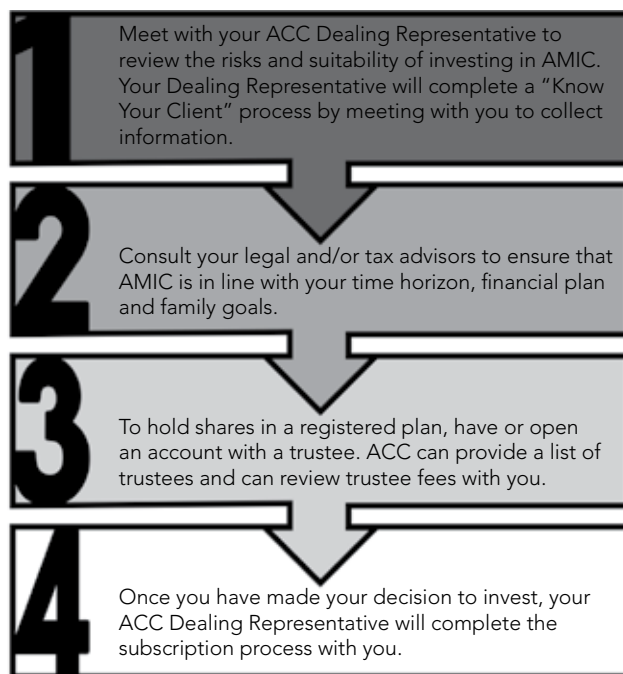 1
Meet with your ACC Dealing Representative to
review the risks and suitability of investing in AMIC.
Your Dealing Representative will complete a “Know
Your Client” process by meeting with you to collect
information.
2
Consult your legal and/or tax advisors to ensure that
AMIC is in line with your time horizon, financial plan
and family goals.
3
To hold shares in a registered plan, have or open
an account with a trustee. ACC can provide a list of
trustees and can review trustee fees with you.
4
Once you have made your decision to invest, your
ACC Dealing Representative will complete the
subscription process with you.